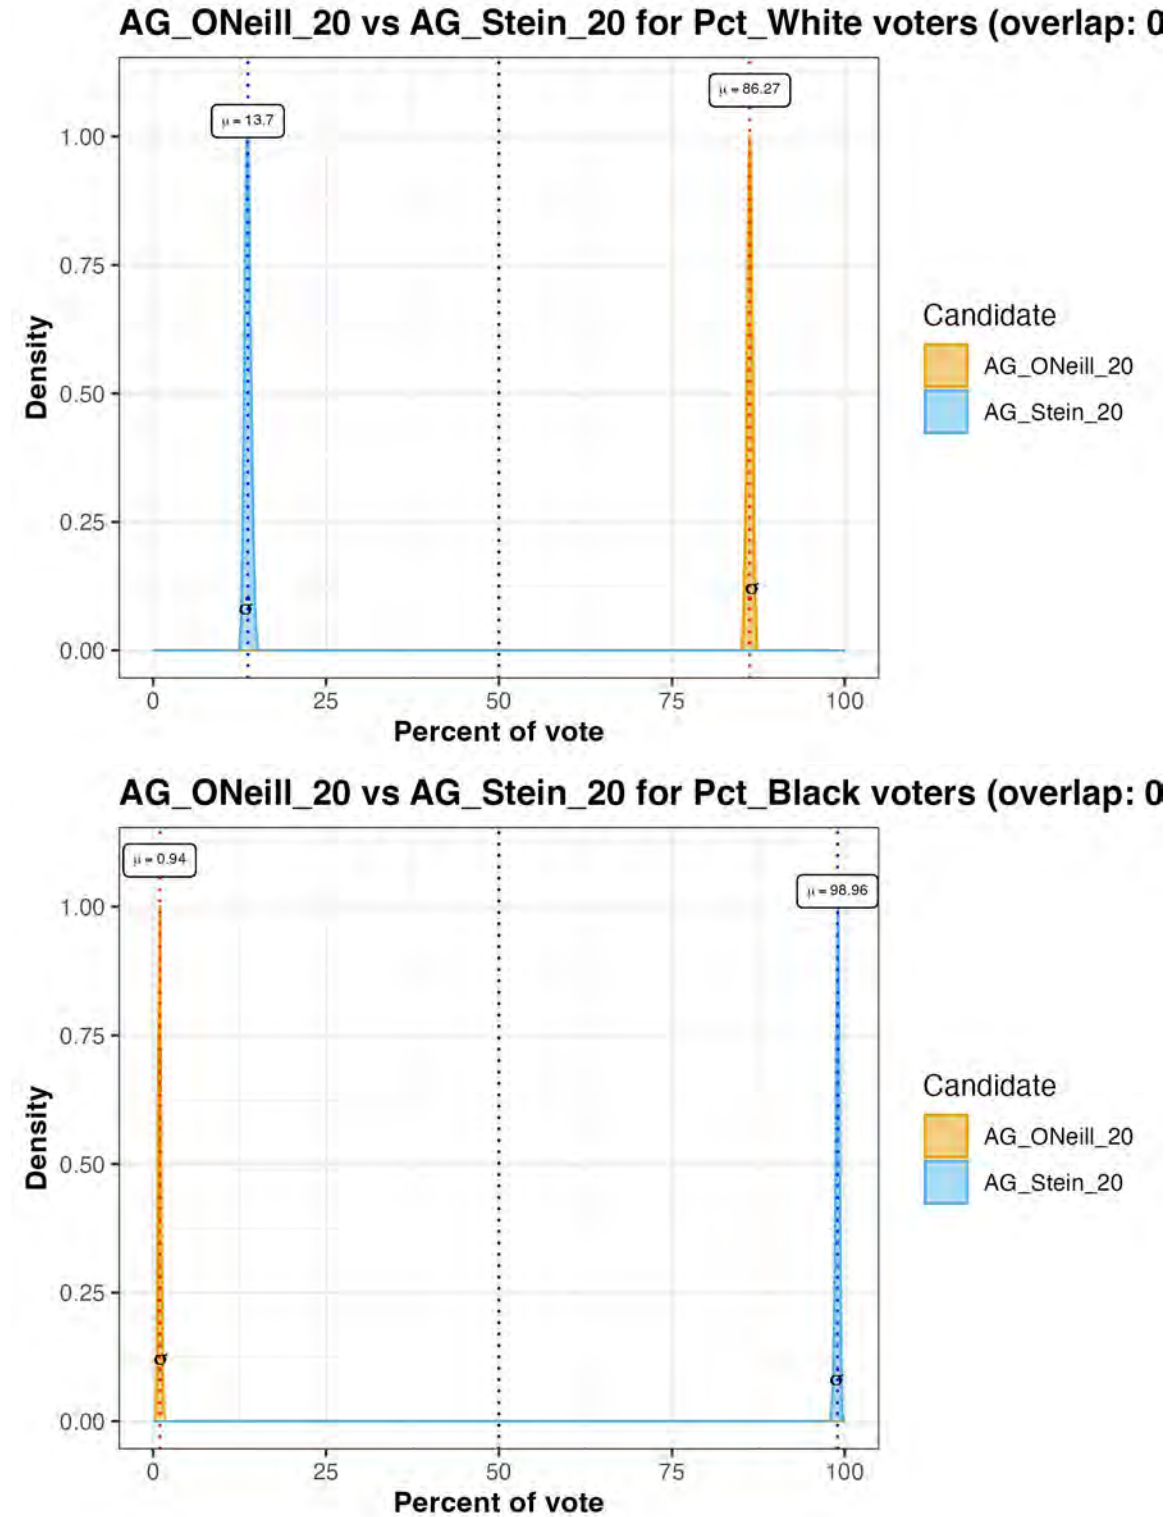 AG_ONeill_20 vs AG_Stein_20 for Pct_White voters (overlap: 0
μ = 86.27
μ = 13.7
1.00
0.75
0.50
0.25
0.00
Density
σ
σ
0 25 50 75 100
Percent of vote
Candidate
AG_ONeill_20
AG_Stein_20
AG_ONeill_20 vs AG_Stein_20 for Pct_Black voters (overlap: 0
μ = 0.94
μ = 98.96
1.00
0.75
0.50
0.25
0.00
Density
σ
σ
0 25 50 75 100
Percent of vote
Candidate
AG_ONeill_20
AG_Stein_20